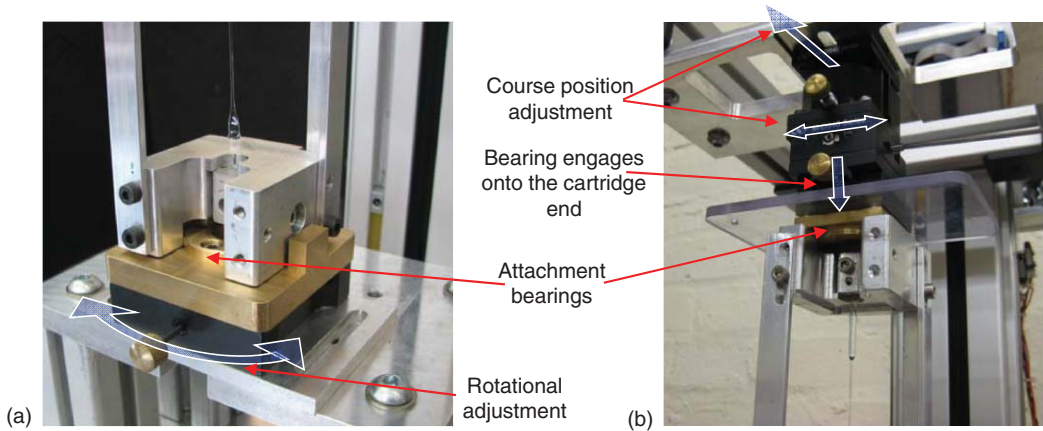 Course position
adjustment
Bearing engages
onto the cartridge
end
Attachment
bearings
Rotational
adjustment
(a)
(b)